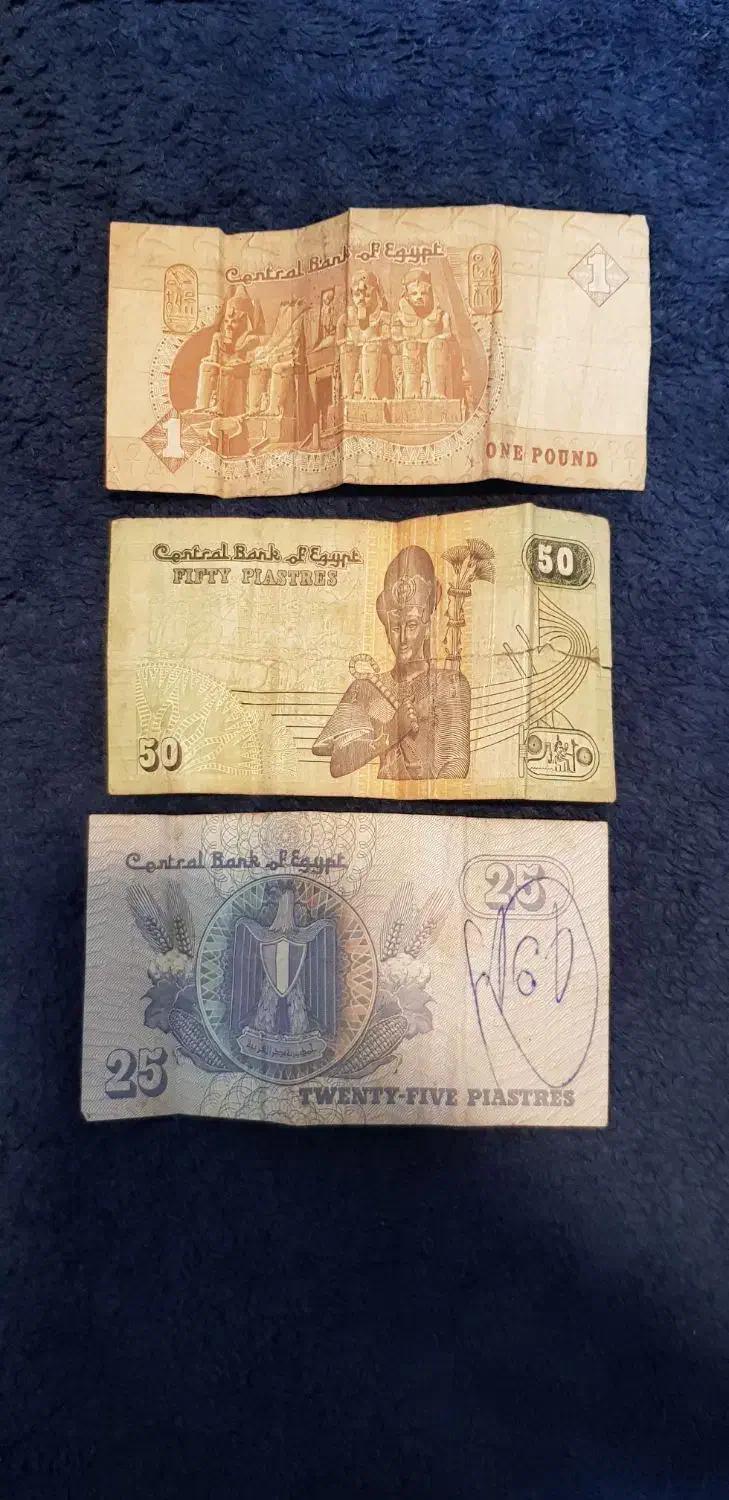 Central Bank of Egypt
1
1
ONE POUND
Central Bank of Egypt
FIFTY PIASTRES
50
50
Central Bank of Egypt
25
25
TWENTY-FIVE PIASTRES